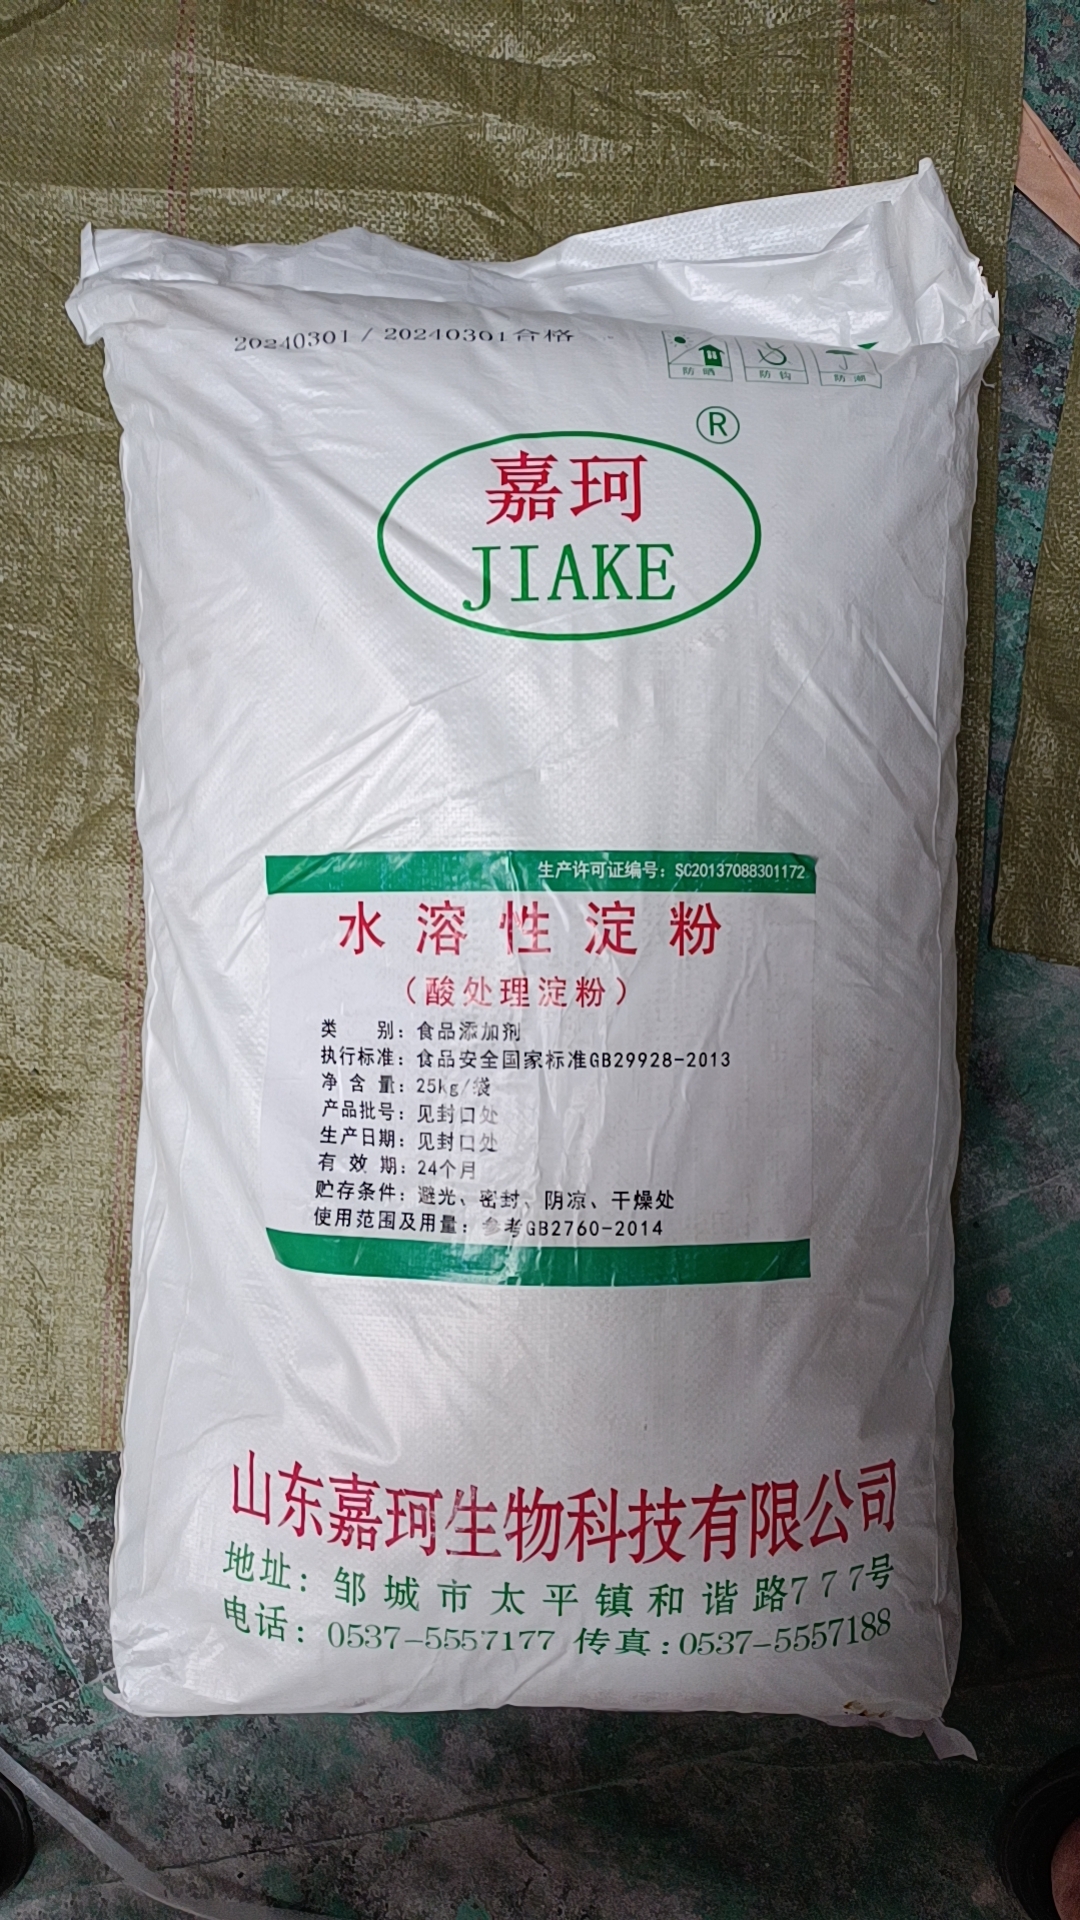 20240301 / 20240301合格
防晒
防钩
防潮
®
嘉珂
JIAKE
生产许可证编号：SC20137088301172
水溶性淀粉
（酸处理淀粉）
类 别：食品添加剂
执行标准：食品安全国家标准GB29928-2013
净含量：25kg/袋
产品批号：见封口处
生产日期：见封口处
有效期：24个月
贮存条件：避光、密封、阴凉、干燥处
使用范围及用量：参考GB2760-2014
山东嘉珂生物科技有限公司
地址：邹城市太平镇和谐路777号
电话：0537-5557177 传真：0537-5557188